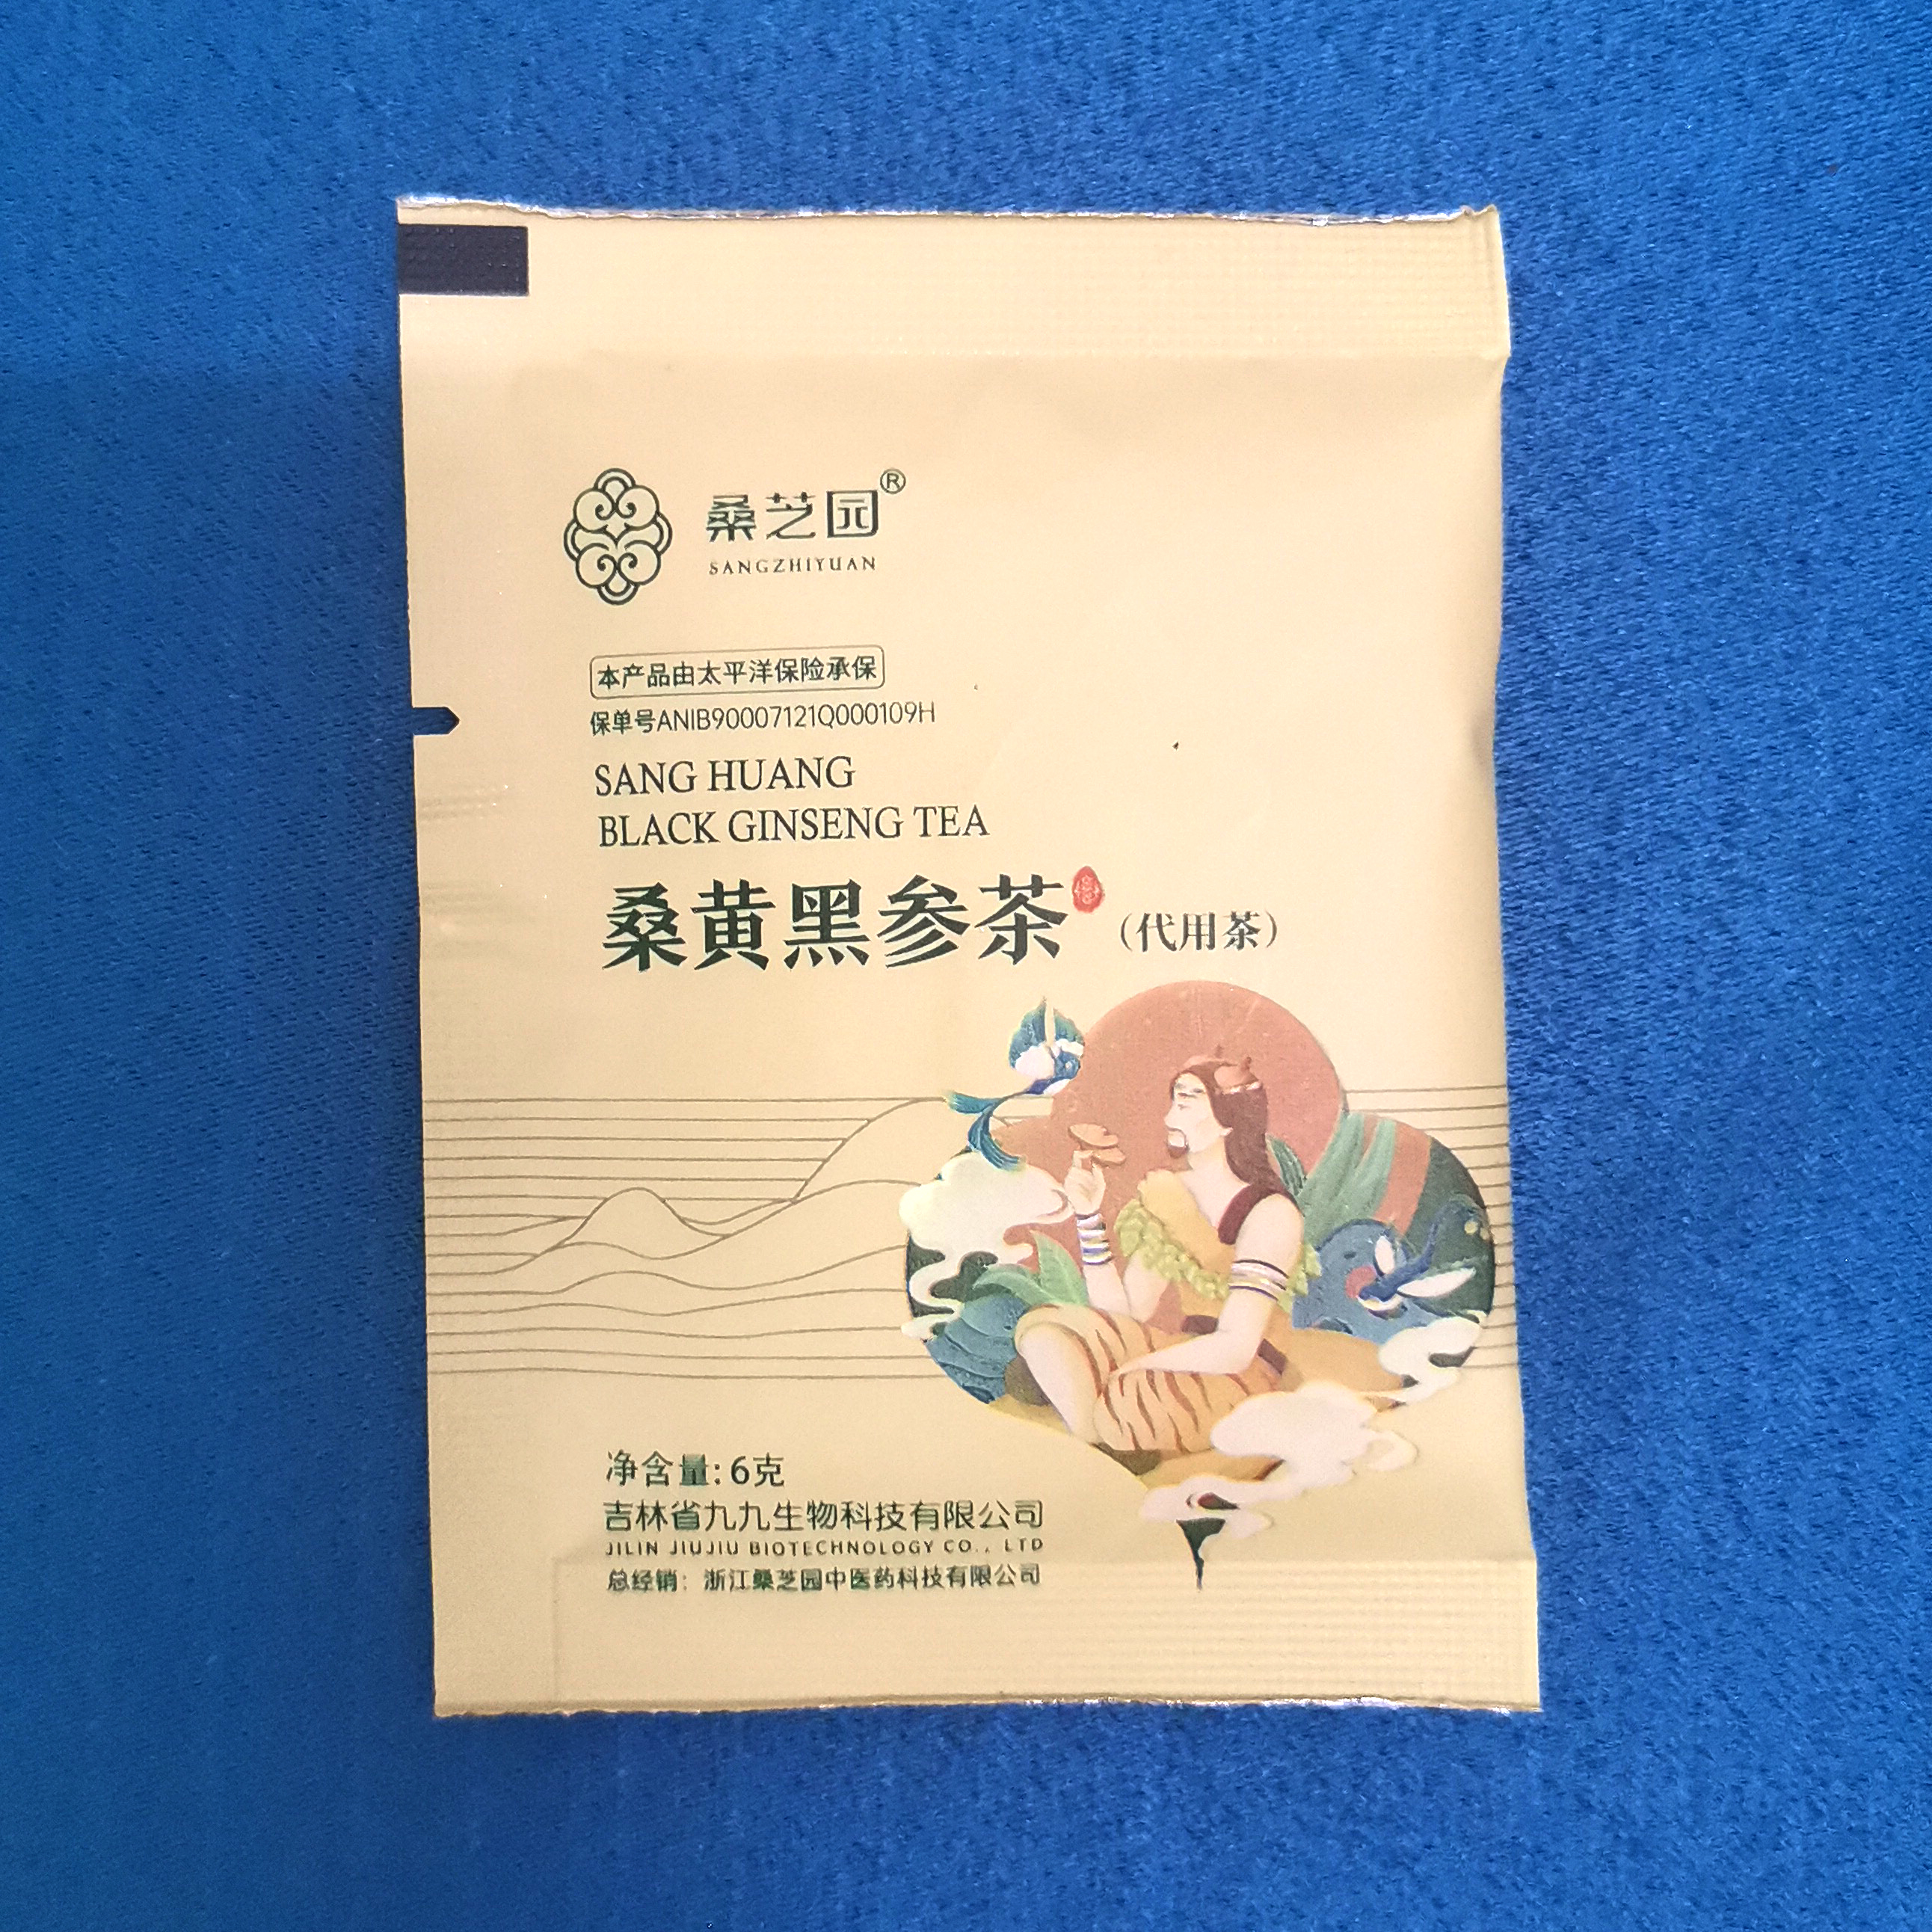 桑芝园®
SANGZHIYUAN
本产品由太平洋保险承保
保单号ANIB90007121Q000109H
SANG HUANG
BLACK GINSENG TEA
桑黄黑参茶（代用茶）
净含量：6克
吉林省九九生物科技有限公司
JILIN JIUJIU BIOTECHNOLOGY CO., LTD
总经销：浙江桑芝园中医药科技有限公司